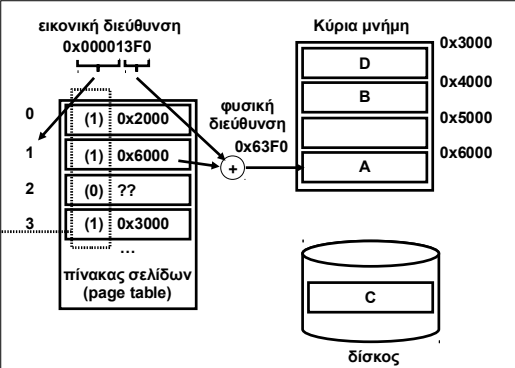 εικονική διεύθυνση
0x000013F0
0 (1) 0x2000
1 (1) 0x6000
2 (0) ??
3 (1) 0x3000
...
πίνακας σελίδων
(page table)
φυσική
διεύθυνση
0x63F0
+
Κύρια μνήμη
0x3000
D
0x4000
B
0x5000
0x6000
A
C
δίσκος